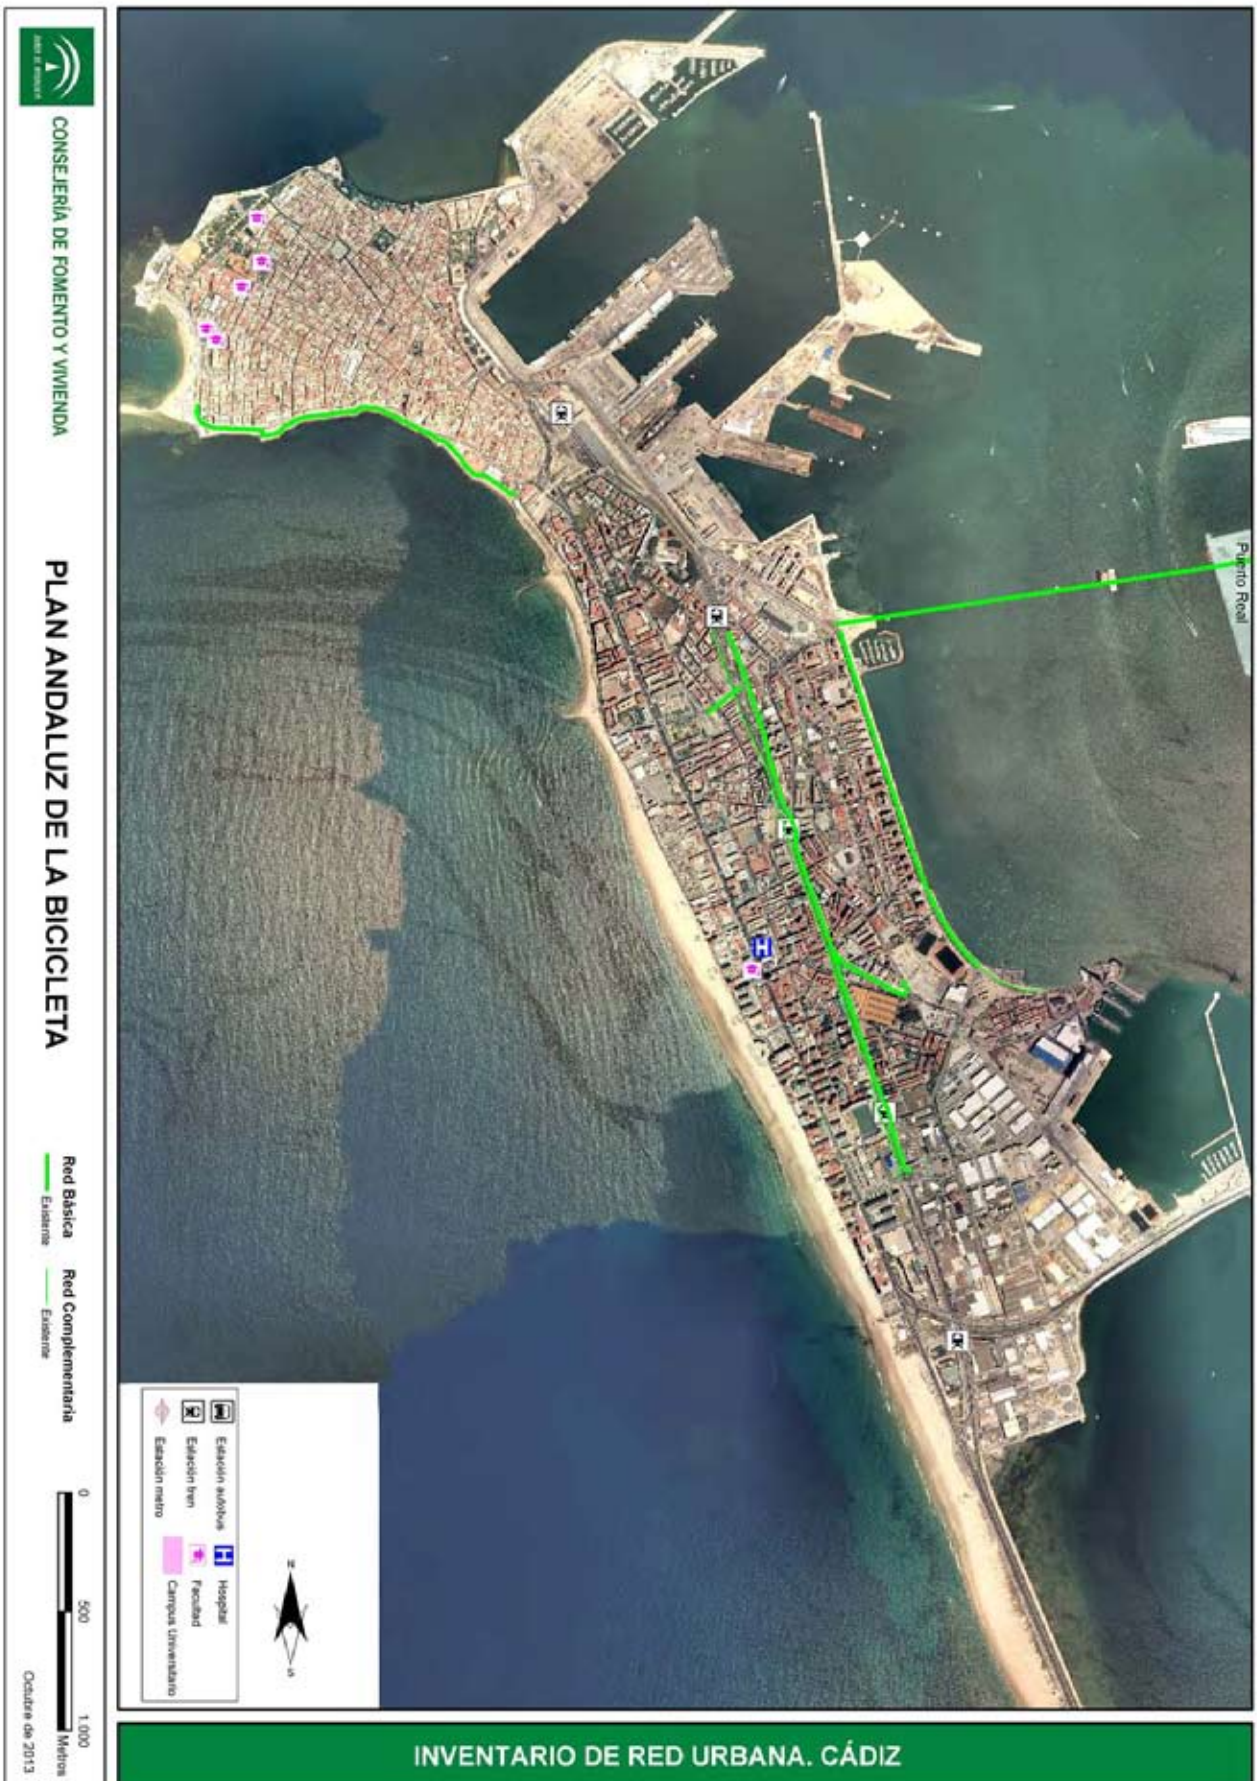 CONSEJERÍA DE FOMENTO Y VIVIENDA
PLAN ANDALUZ DE LA BICICLETA
Red Básica
Existente
Red Complementaria
Existente
0 500 1.000
Metros
Octubre de 2013
Puerto Real
Estación autobus
Estación tren
Estación metro
H Hospital
Facultad
Campus Universitario
N
S
H
INVENTARIO DE RED URBANA. CÁDIZ